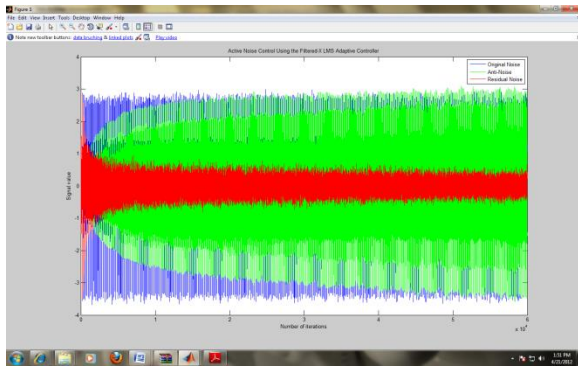 Figure 1
File Edit View Insert Tools Desktop Window Help
Note new toolbar buttons: data brushing & linked plots Play video
Active Noise Control Using the Filtered-X LMS Adaptive Controller
Original Noise
Anti-Noise
Residual Noise
4
3
2
1
0
-1
-2
-3
-4
Signal value
0 1 2 3 4 5 6
x 10^4
Number of iterations
1:31 PM
4/21/2012